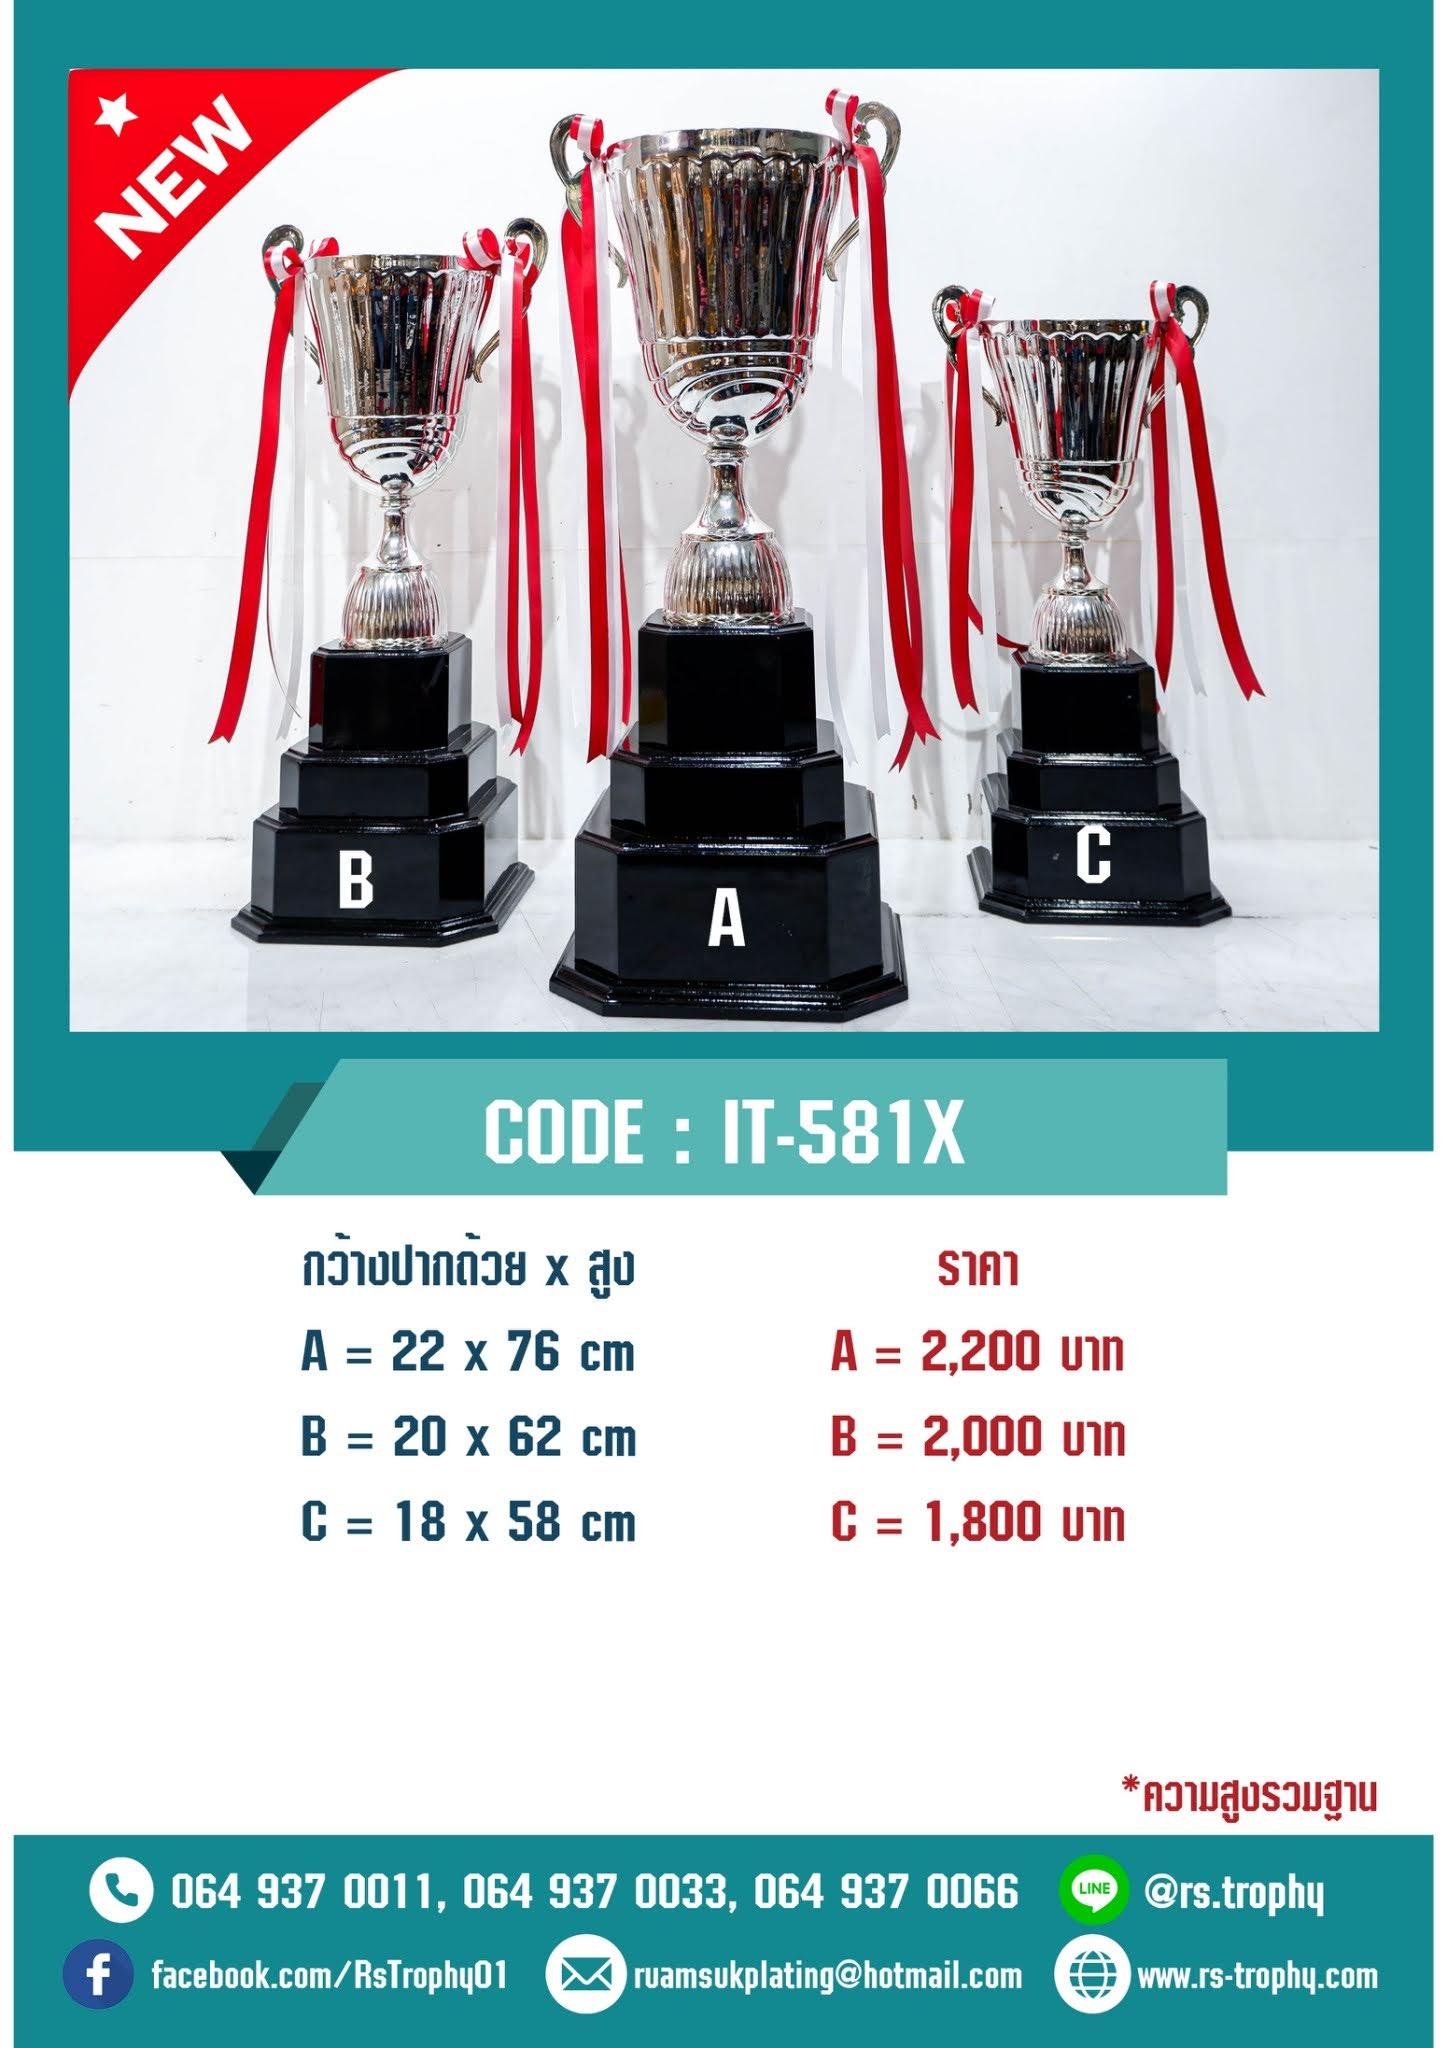 NEW
B
A
C
CODE : IT-581X
กว้างปากถ้วย x สูง
ราคา
A = 22 x 76 cm
A = 2,200 บาท
B = 20 x 62 cm
B = 2,000 บาท
C = 18 x 58 cm
C = 1,800 บาท
*ความสูงรวมฐาน
064 937 0011, 064 937 0033, 064 937 0066
LINE
@rs.trophy
facebook.com/RsTrophy01
ruamsukplating@hotmail.com
www.rs-trophy.com